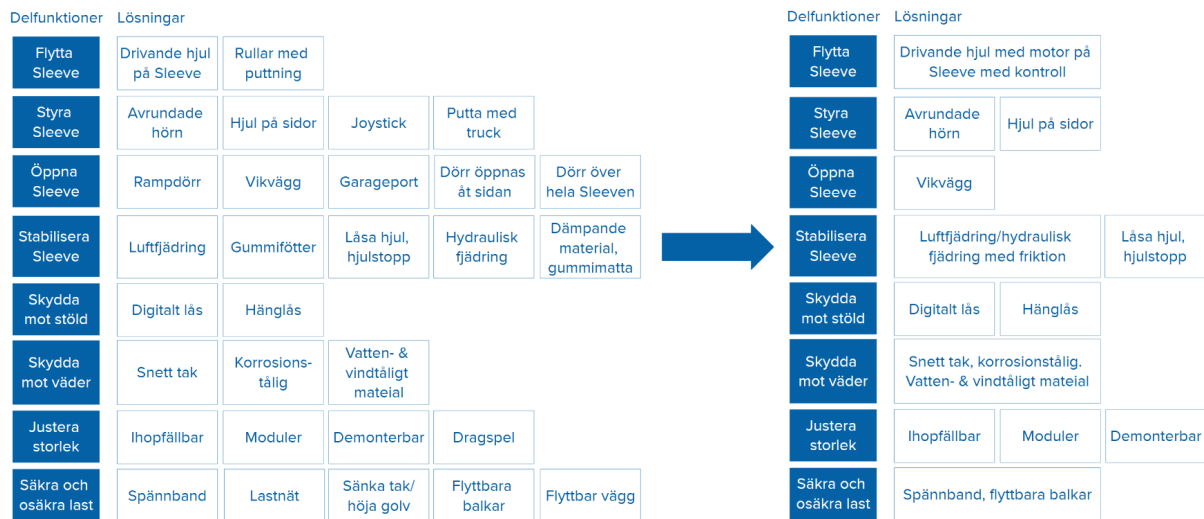 Delfunktioner Lösningar
Flytta
Sleeve
Drivande hjul
på Sleeve
Rullar med
puttning
Styra
Sleeve
Avrundade
hörn
Hjul på sidor
Joystick
Putta med
truck
Öppna
Sleeve
Rampdörr
Vikvägg
Garageport
Dörr öppnas
åt sidan
Dörr över
hela Sleeven
Stabilisera
Sleeve
Luftfjädring
Gummifötter
Låsa hjul,
hjulstopp
Hydraulisk
fjädring
Dämpande
material,
gummimatta
Skydda
mot stöld
Digitalt lås
Hänglås
Skydda
mot väder
Snett tak
Korrosions-
tålig
Vatten- &
vindtåligt
mateial
Justera
storlek
Ihopfällbar
Moduler
Demonterbar
Dragspel
Säkra och
osäkra last
Spännband
Lastnät
Sänka tak/
höja golv
Flyttbara
balkar
Flyttbar vägg
Delfunktioner Lösningar
Flytta
Sleeve
Drivande hjul med motor på
Sleeve med kontroll
Styra
Sleeve
Avrundade
hörn
Hjul på sidor
Öppna
Sleeve
Vikvägg
Stabilisera
Sleeve
Luftfjädring/hydraulisk
fjädring med friktion
Låsa hjul,
hjulstopp
Skydda
mot stöld
Digitalt lås
Hänglås
Skydda
mot väder
Snett tak, korrosionstålig.
Vatten- & vindtåligt mateial
Justera
storlek
Ihopfällbar
Moduler
Demonterbar
Säkra och
osäkra last
Spännband, flyttbara balkar